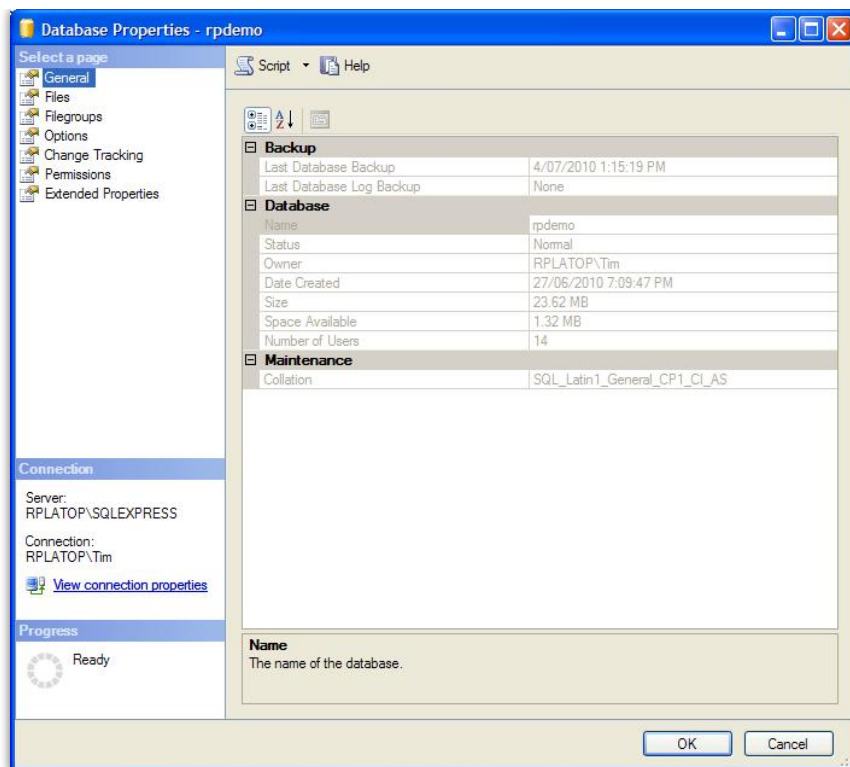 Database Properties - rpdemo
Select a page
General
Files
Filegroups
Options
Change Tracking
Permissions
Extended Properties
Connection
Server:
RPLATOP\SQLEXPRESS
Connection:
RPLATOP\Tim
View connection properties
Progress
Ready
Script Help
Backup
Last Database Backup 4/07/2010 1:15:19 PM
Last Database Log Backup None
Database
Name rpdemo
Status Normal
Owner RPLATOP\Tim
Date Created 27/06/2010 7:09:47 PM
Size 23.62 MB
Space Available 1.32 MB
Number of Users 14
Maintenance
Collation SQL_Latin1_General_CP1_CI_AS
Name
The name of the database.
OK Cancel